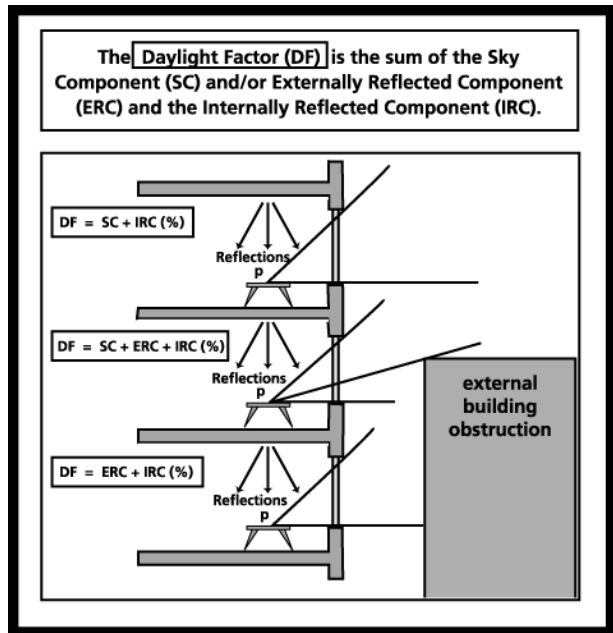 The Daylight Factor (DF) is the sum of the Sky
Component (SC) and/or Externally Reflected Component
(ERC) and the Internally Reflected Component (IRC).
DF = SC + IRC (%)
Reflections
p
DF = SC + ERC + IRC (%)
Reflections
p
external
building
obstruction
DF = ERC + IRC (%)
Reflections
p